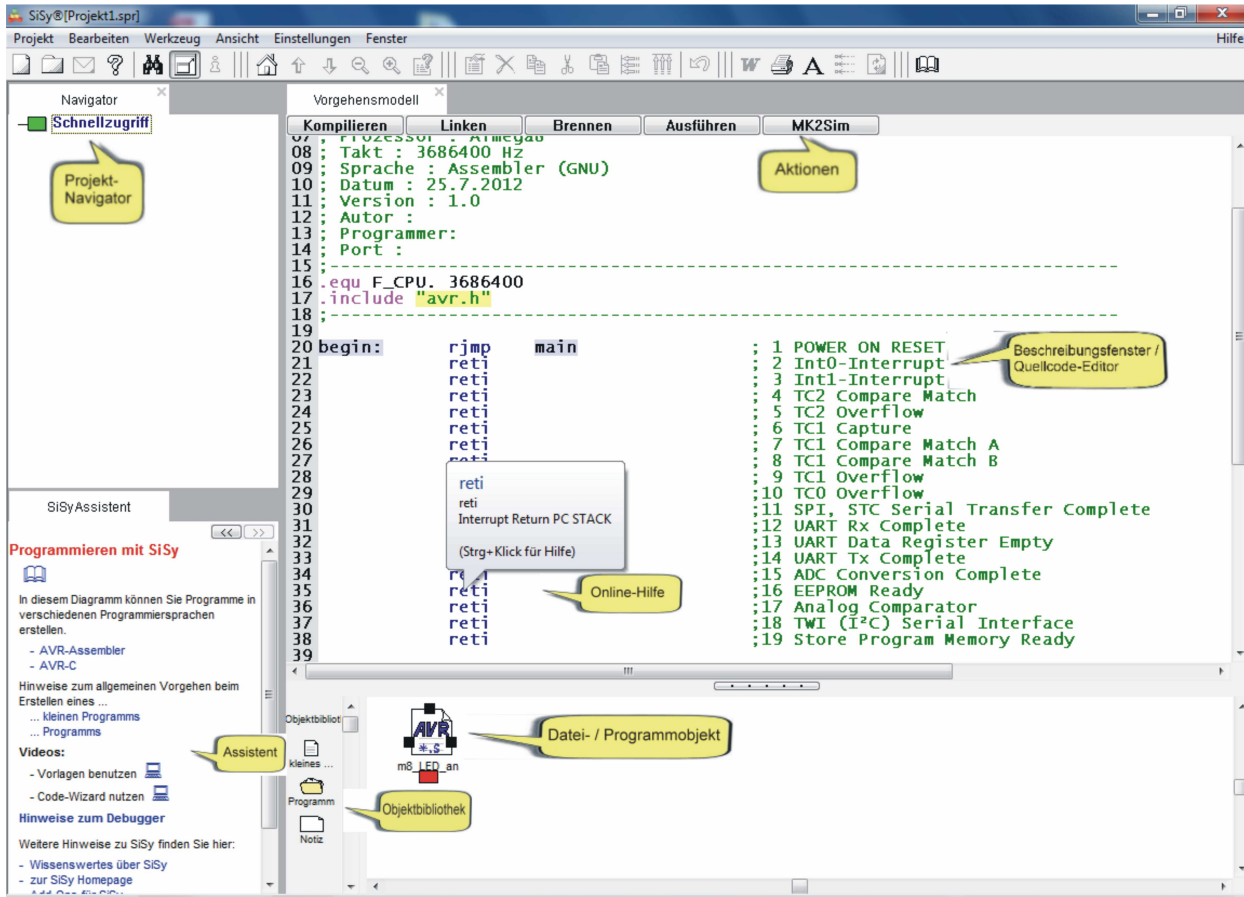 SiSy®[Projekt1.spr]
Projekt Bearbeiten Werkzeug Ansicht Einstellungen Fenster Hilfe
Navigator
Schnellzugriff
Projekt-
Navigator
SiSyAssistent
<< >>
Programmieren mit SiSy
In diesem Diagramm können Sie Programme in
verschiedenen Programmiersprachen
erstellen.
- AVR-Assembler
- AVR-C
Hinweise zum allgemeinen Vorgehen beim
Erstellen eines ...
... kleinen Programms
... Programms
Videos:
- Vorlagen benutzen
- Code-Wizard nutzen
Hinweise zum Debugger
Weitere Hinweise zu SiSy finden Sie hier:
- Wissenswertes über SiSy
- zur SiSy Homepage
- Add-Ons für SiSy
Assistent
Vorgehensmodell
Kompilieren Linken Brennen Ausführen MK2Sim
Aktionen
07 ; Prozessor : ATmega8
08 ; Takt : 3686400 Hz
09 ; Sprache : Assembler (GNU)
10 ; Datum : 25.7.2012
11 ; Version : 1.0
12 ; Autor :
13 ; Programmer:
14 ; Port :
15 ;--------------------------------------------------------------------
16 .equ F_CPU. 3686400
17 .include "avr.h"
18 ;--------------------------------------------------------------------
19
20 begin: rjmp main ; 1 POWER ON RESET
21 reti ; 2 Int0-Interrupt
22 reti ; 3 Int1-Interrupt
23 reti ; 4 TC2 Compare Match
24 reti ; 5 TC2 Overflow
25 reti ; 6 TC1 Capture
26 reti ; 7 TC1 Compare Match A
27 reti ; 8 TC1 Compare Match B
28 ; 9 TC1 Overflow
29 ;10 TC0 Overflow
30 ;11 SPI, STC Serial Transfer Complete
31 ;12 UART Rx Complete
32 ;13 UART Data Register Empty
33 ;14 UART Tx Complete
34 reti ;15 ADC Conversion Complete
35 reti ;16 EEPROM Ready
36 reti ;17 Analog Comparator
37 reti ;18 TWI (I²C) Serial Interface
38 reti ;19 Store Program Memory Ready
39
Beschreibungsfenster /
Quellcode-Editor
reti
reti
Interrupt Return PC STACK
(Strg+Klick für Hilfe)
Online-Hilfe
Objektbibliot
kleines ...
Programm
Notiz
Objektbibliothek
AVR
*.S
m8_LED_an
Datei- / Programmobjekt